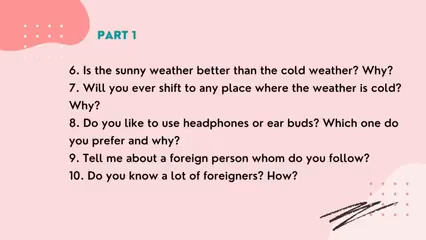 PART 1
6. Is the sunny weather better than the cold weather? Why?
7. Will you ever shift to any place where the weather is cold?
Why?
8. Do you like to use headphones or ear buds? Which one do
you prefer and why?
9. Tell me about a foreign person whom do you follow?
10. Do you know a lot of foreigners? How?